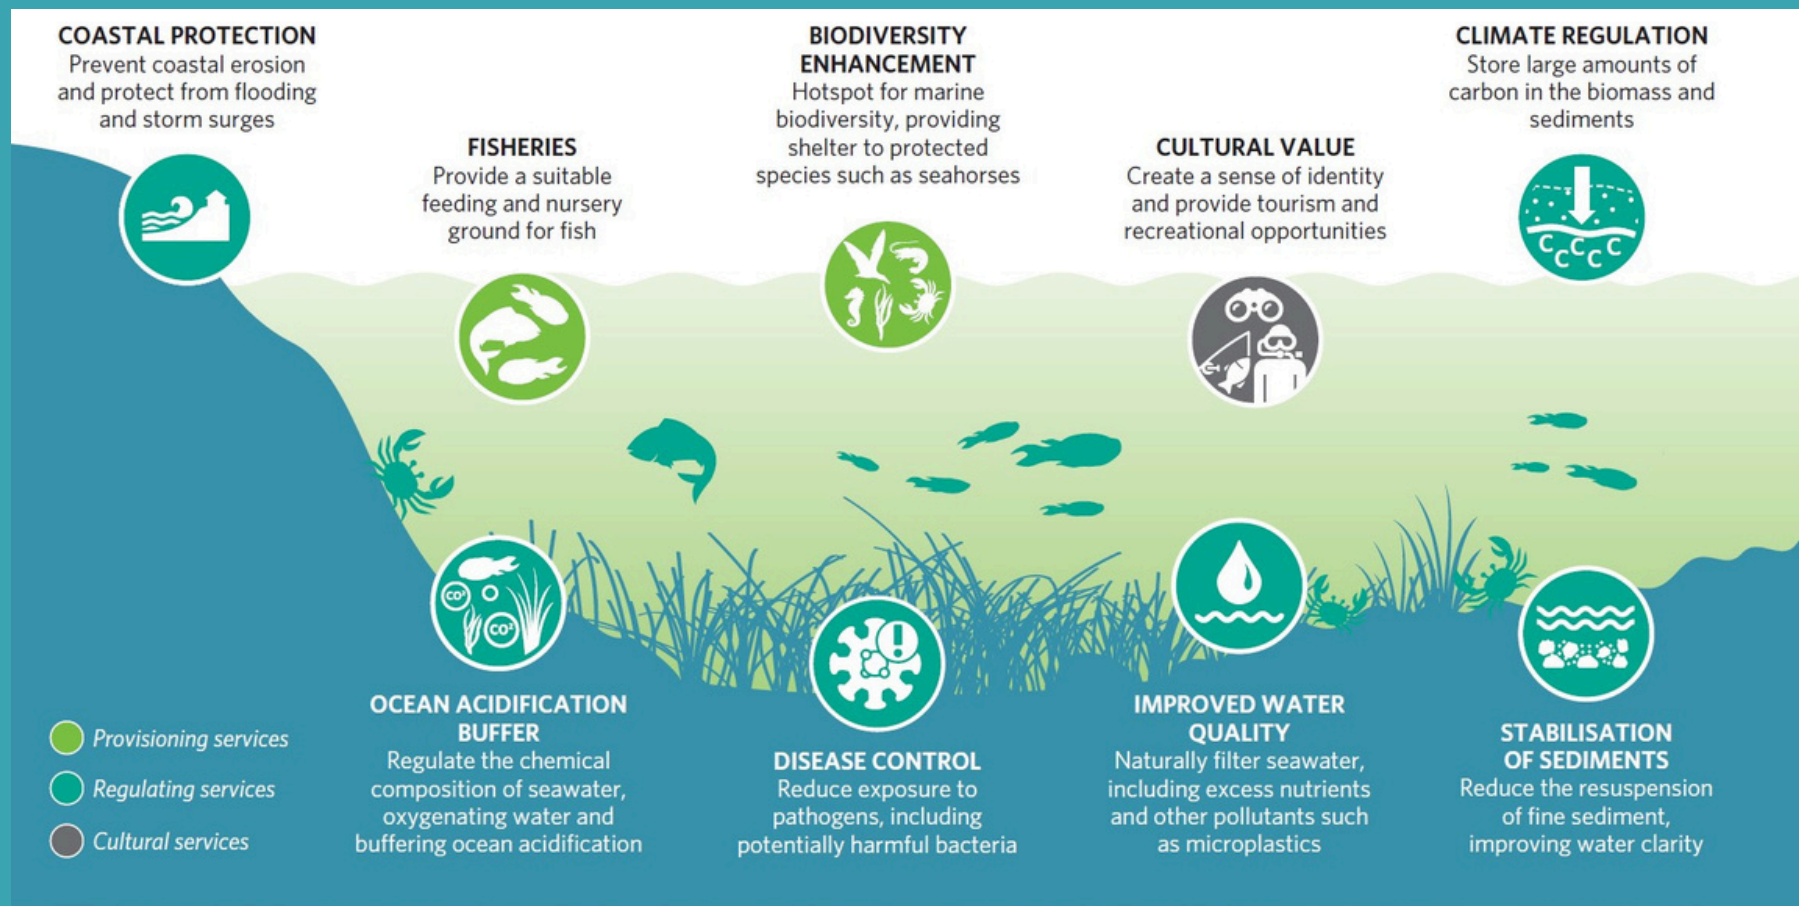 COASTAL PROTECTION
Prevent coastal erosion
and protect from flooding
and storm surges
FISHERIES
Provide a suitable
feeding and nursery
ground for fish
BIODIVERSITY
ENHANCEMENT
Hotspot for marine
biodiversity, providing
shelter to protected
species such as seahorses
CULTURAL VALUE
Create a sense of identity
and provide tourism and
recreational opportunities
CLIMATE REGULATION
Store large amounts of
carbon in the biomass and
sediments
C C C C C
CO²
CO²
OCEAN ACIDIFICATION
BUFFER
Regulate the chemical
composition of seawater,
oxygenating water and
buffering ocean acidification
!
DISEASE CONTROL
Reduce exposure to
pathogens, including
potentially harmful bacteria
IMPROVED WATER
QUALITY
Naturally filter seawater,
including excess nutrients
and other pollutants such
as microplastics
STABILISATION
OF SEDIMENTS
Reduce the resuspension
of fine sediment,
improving water clarity
Provisioning services
Regulating services
Cultural services